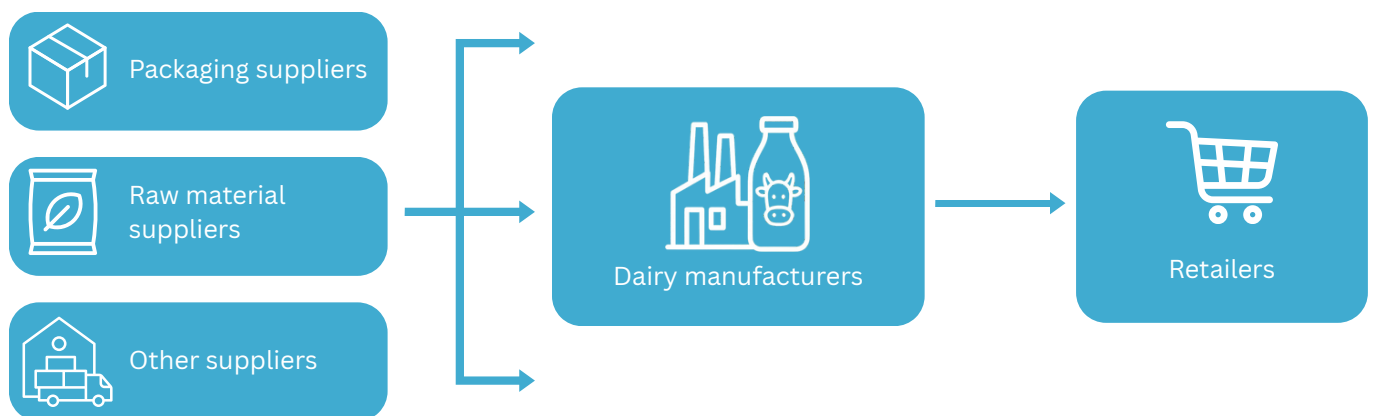 Packaging suppliers
Raw material
suppliers
Other suppliers
Dairy manufacturers
Retailers